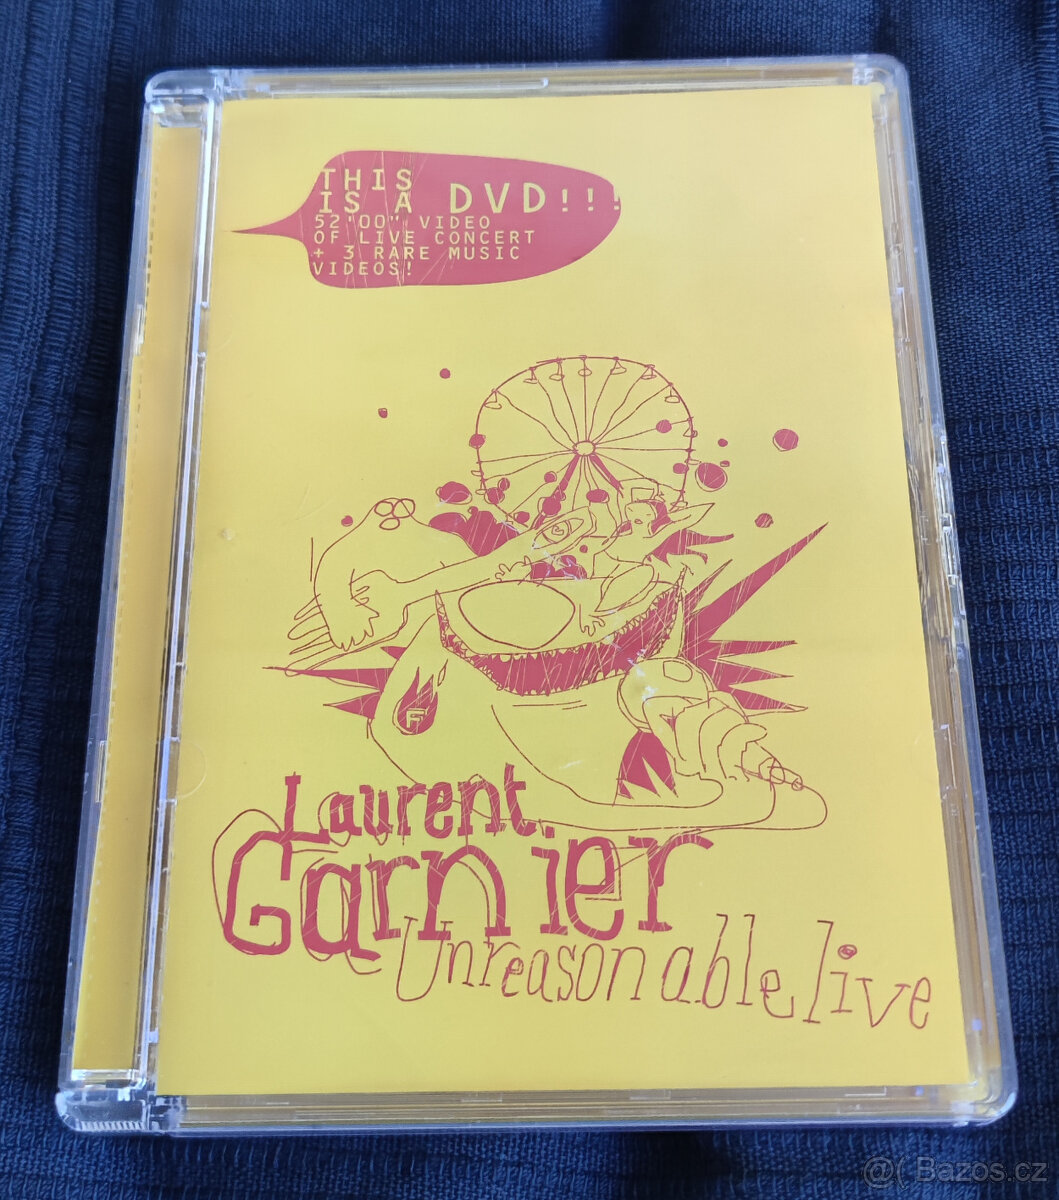 THIS
IS A DVD!!!
52'00" VIDEO
OF LIVE CONCERT
+ 3 RARE MUSIC
VIDEOS!
F
Laurent
Garnier
Unreasonable live
@( Bazos.cz